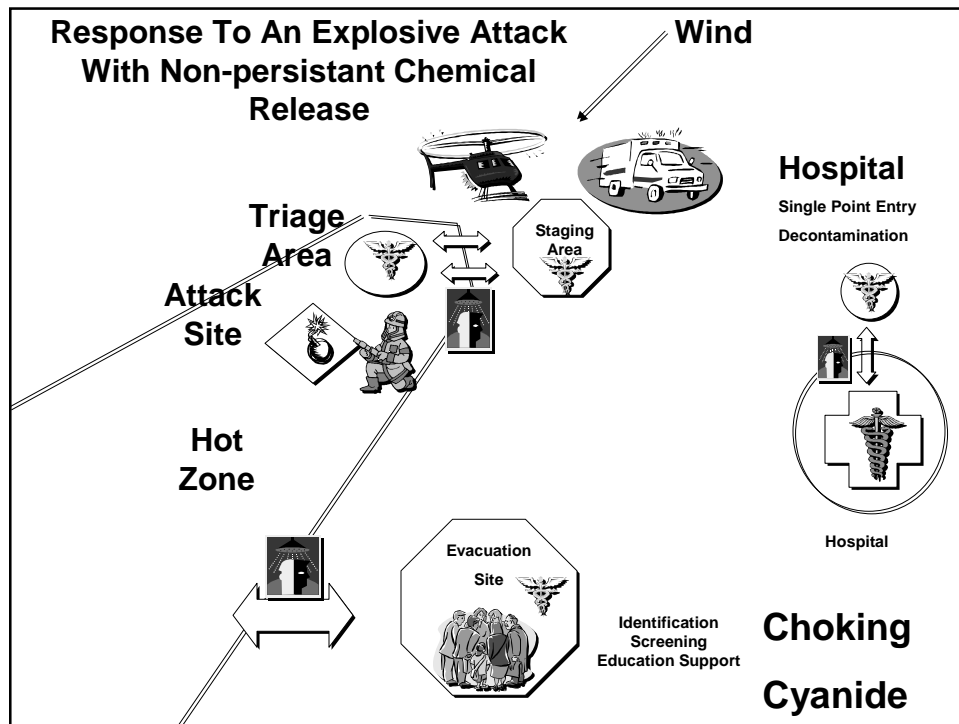 Response To An Explosive Attack
With Non-persistant Chemical
Release
Wind
Hospital
Single Point Entry
Decontamination
Triage
Area
Staging
Area
Attack
Site
Hot
Zone
Hospital
Evacuation
Site
Identification
Screening
Education Support
Choking
Cyanide